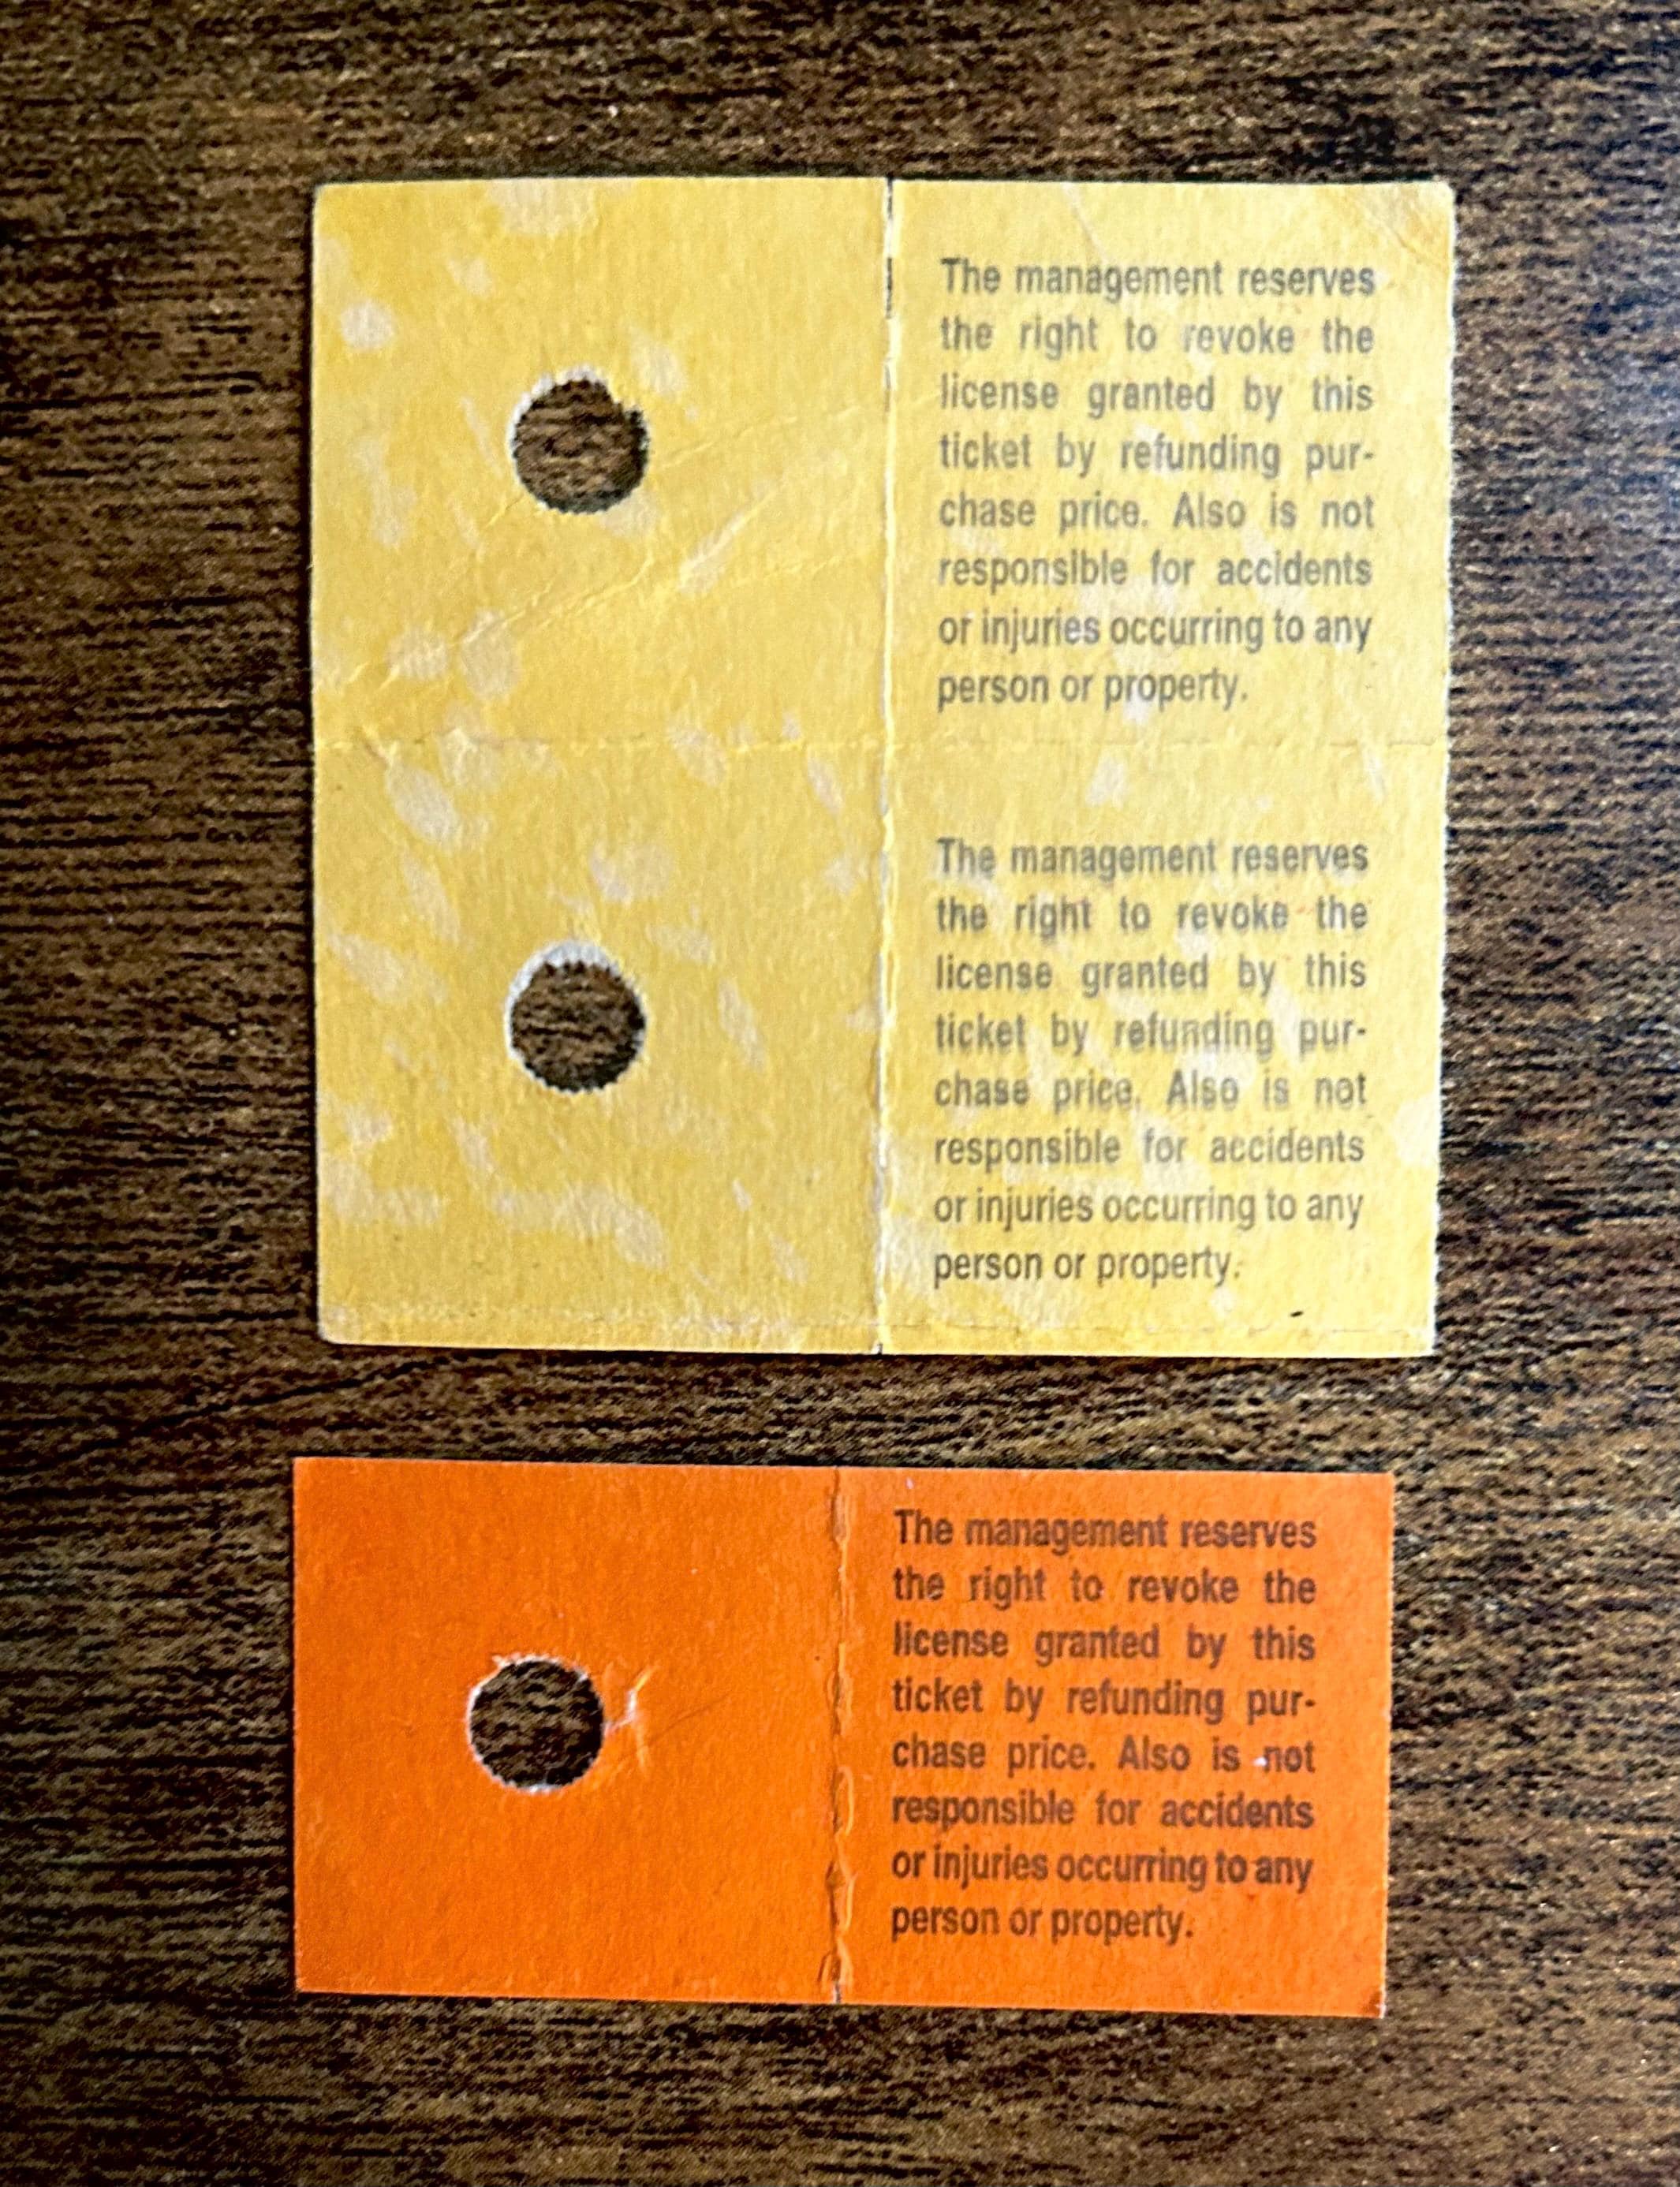 The management reserves
the right to revoke the
license granted by this
ticket by refunding pur-
chase price. Also is not
responsible for accidents
or injuries occurring to any
person or property.
The management reserves
the right to revoke the
license granted by this
ticket by refunding pur-
chase price. Also is not
responsible for accidents
or injuries occurring to any
person or property.
The management reserves
the right to revoke the
license granted by this
ticket by refunding pur-
chase price. Also is not
responsible for accidents
or injuries occurring to any
person or property.